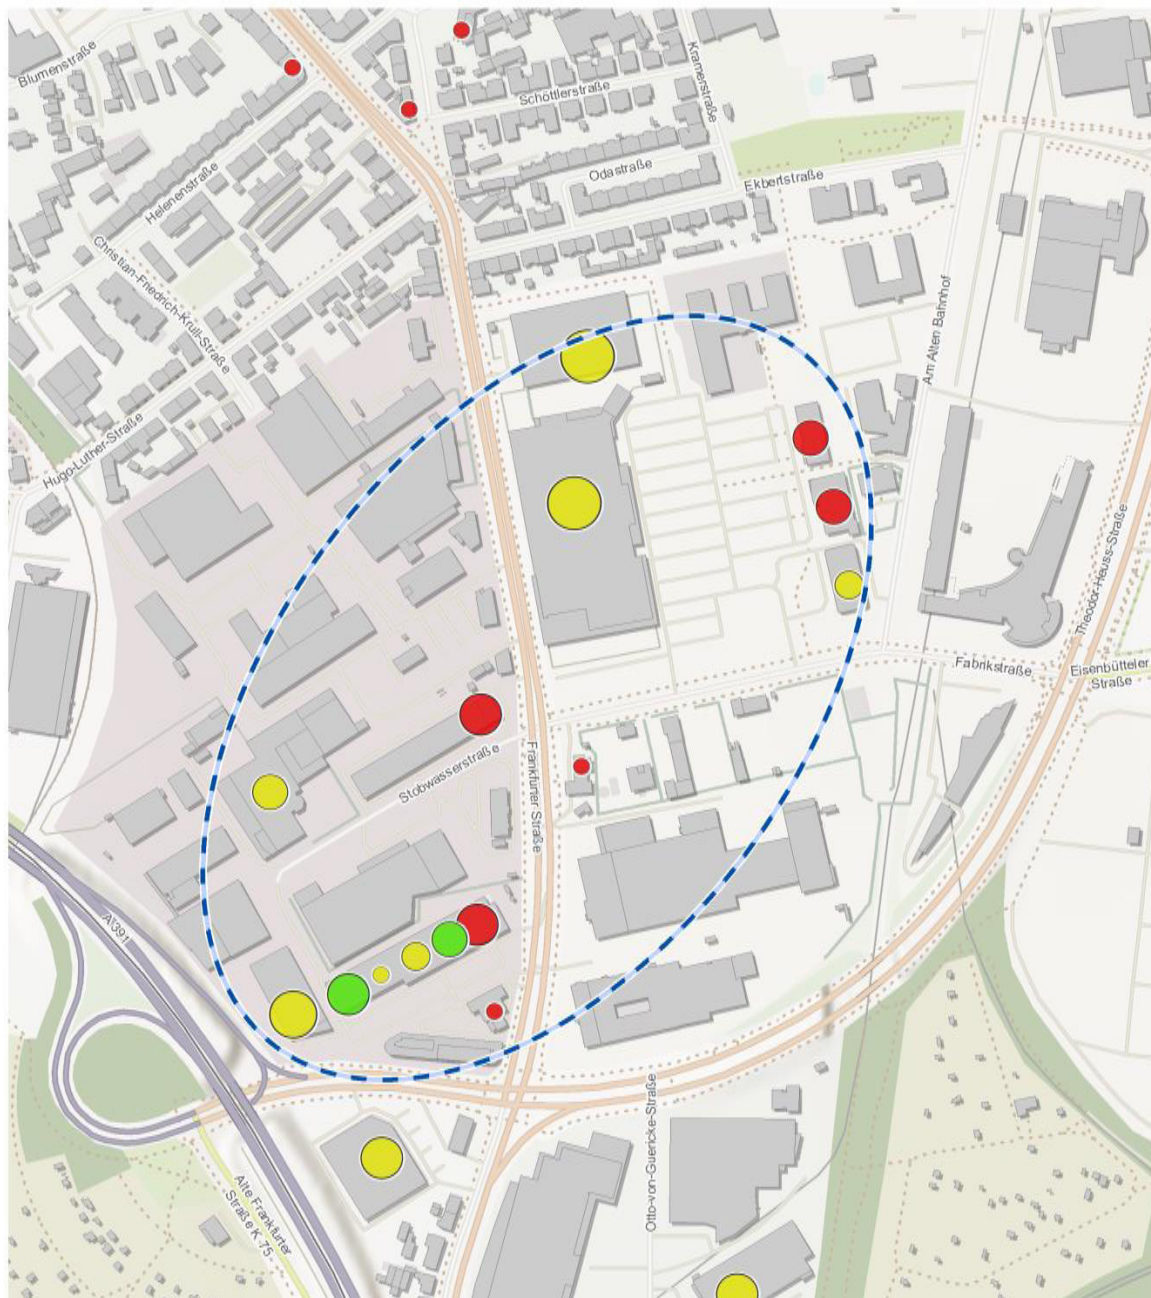 Blumenstraße
Kramerstraße
Schöttlerstraße
Odastraße
Ekbertstraße
Helenenstraße
Christian-Friedrich-Krull-Straße
Am Alten Bahnhof
Hugo-Luther-Straße
Theodor-Heuss-Straße
Fabrikstraße
Eisenbütteler
Straße
Stobwasserstraße
Frankfurter Straße
A 391
Otto-von-Guericke-Straße
Alte Frankfurter
Straße K 75